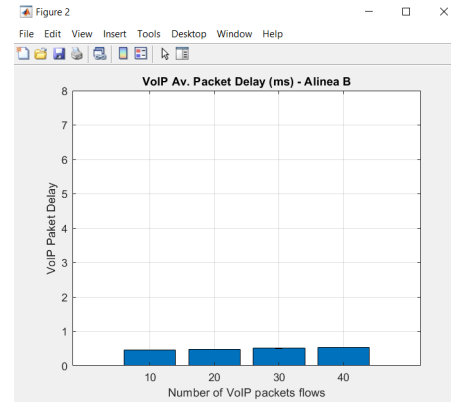 Figure 2
File Edit View Insert Tools Desktop Window Help
VoIP Av. Packet Delay (ms) - Alinea B
8
7
6
5
4
3
2
1
0
VoIP Paket Delay
10 20 30 40
Number of VoIP packets flows